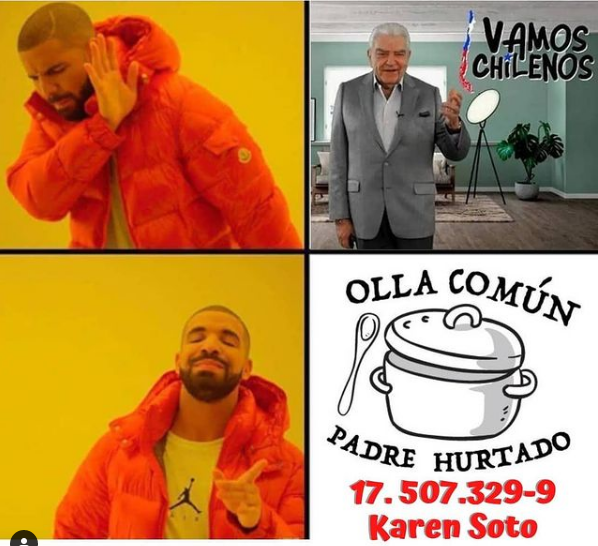 VAMOS
CHiLENOS
OLLA COMÚN
PADRE HURTADO
17.507.329-9
Karen Soto